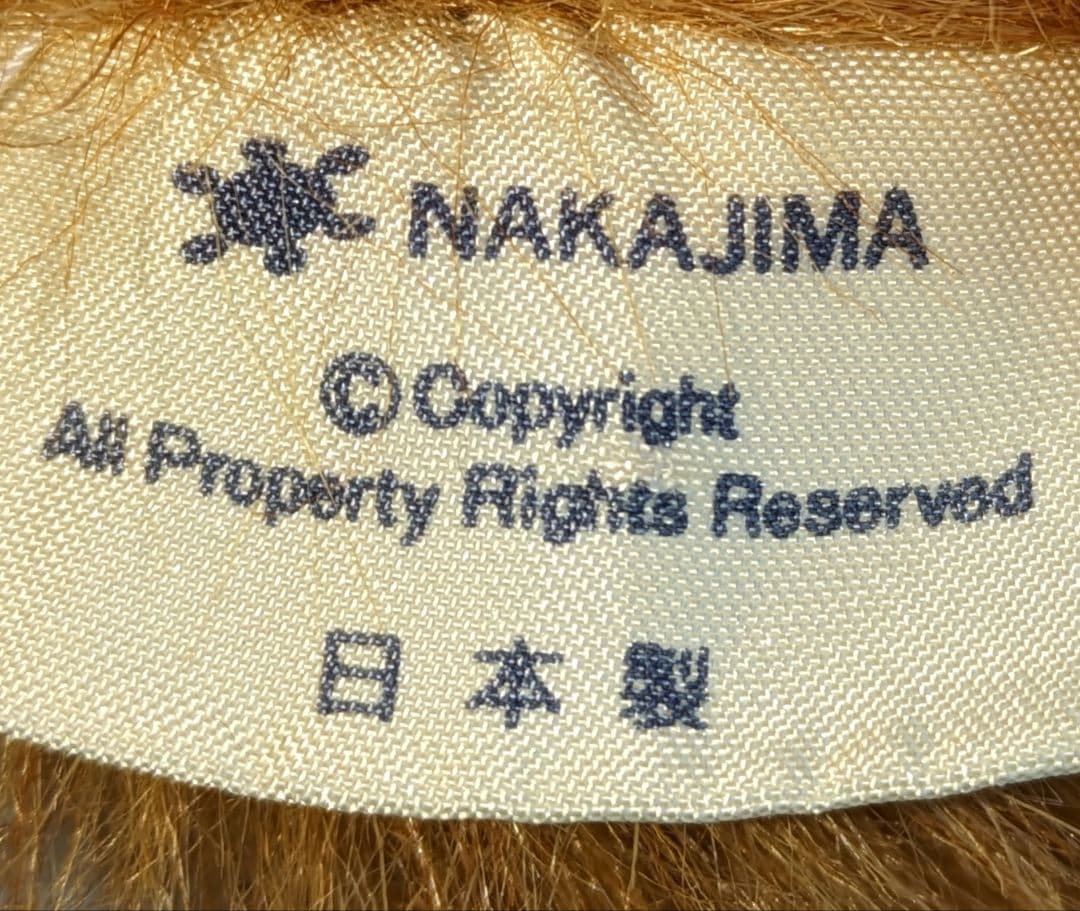 NAKAJIMA
©Copyright
All Property Rights Reserved
日本製